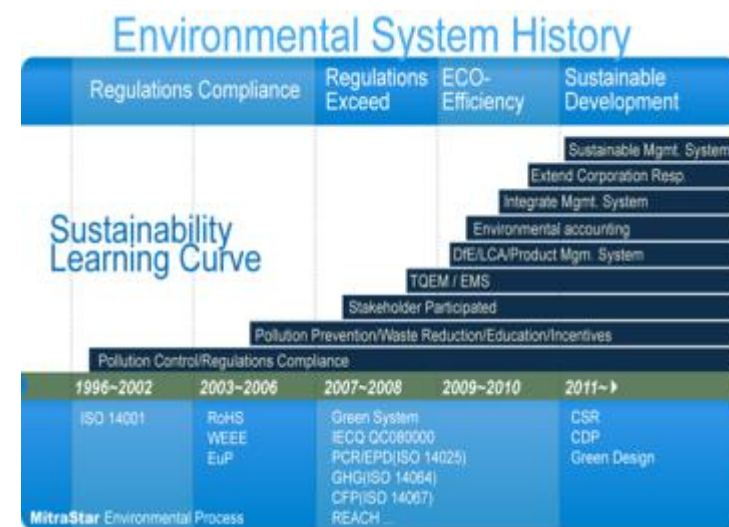 Environmental System History
Regulations Compliance
Regulations
Exceed
ECO-
Efficiency
Sustainable
Development
Sustainable Mgmt. System
Extend Corporation Resp.
Integrate Mgmt. System
Environmental accounting
DfE/LCA/Product Mgm. System
TQEM / EMS
Stakeholder Participated
Pollution Prevention/Waste Reduction/Education/Incentives
Pollution Control/Regulations Compliance
Sustainability
Learning Curve
1996~2002
2003~2006
2007~2008
2009~2010
2011~
ISO 14001
RoHS
WEEE
EuP
Green System
IECQ QC080000
PCR/EPD(ISO 14025)
GHG(ISO 14064)
CFP(ISO 14067)
REACH ...
CSR
CDP
Green Design
MitraStar Environmental Process